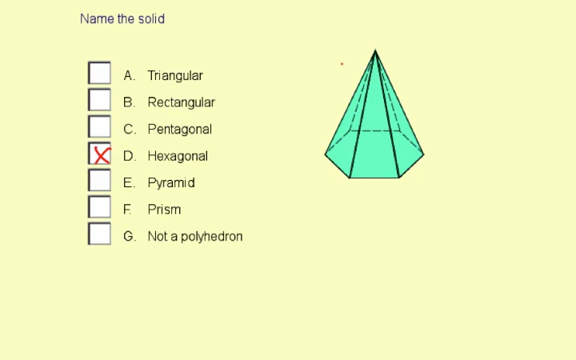 Name the solid
A. Triangular
B. Rectangular
C. Pentagonal
D. Hexagonal
E. Pyramid
F. Prism
G. Not a polyhedron